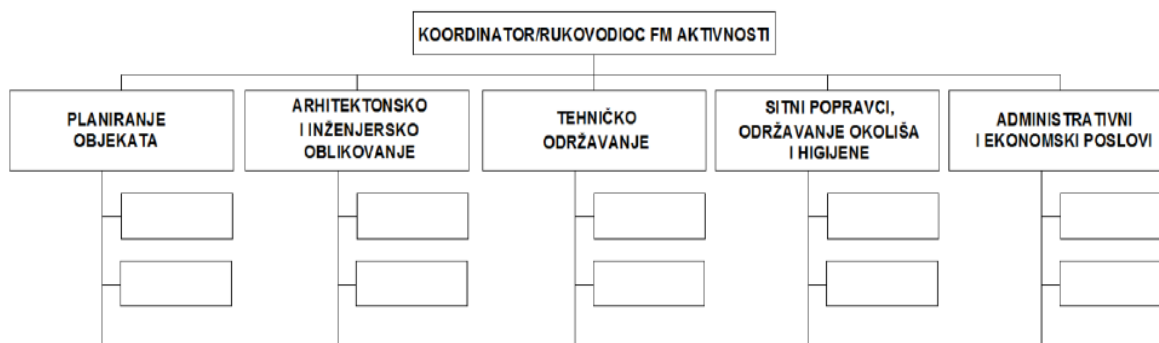 KOORDINATOR/RUKOVODIOC FM AKTIVNOSTI
PLANIRANJE
OBJEKATA
ARHITEKTONSKO
I INŽENJERSKO
OBLIKOVANJE
TEHNIČKO
ODRŽAVANJE
SITNI POPRAVCI,
ODRŽAVANJE OKOLIŠA
I HIGIJENE
ADMINISTRATIVNI
I EKONOMSKI POSLOVI